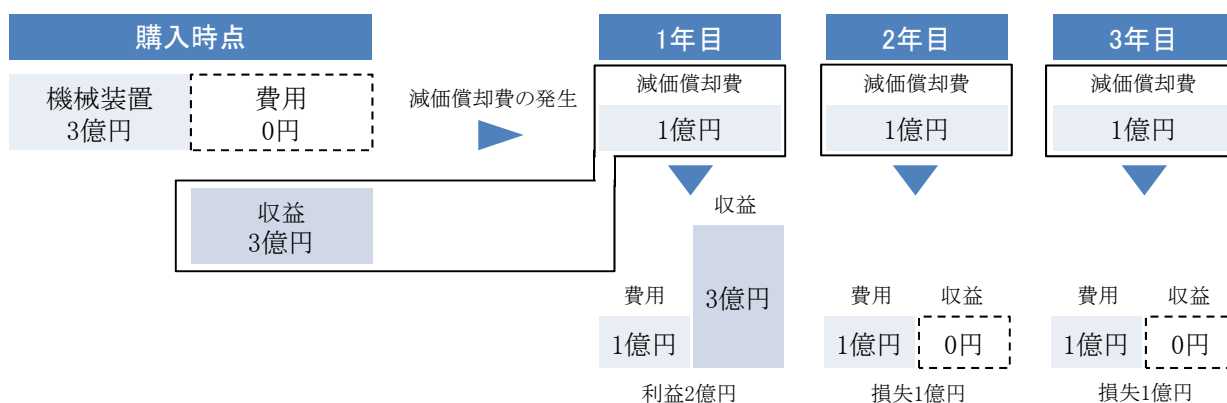 購入時点
機械装置
3億円
費用
0円
収益
3億円
減価償却費の発生
1年目
減価償却費
1億円
収益
費用
1億円
3億円
利益2億円
2年目
減価償却費
1億円
費用
収益
1億円
0円
損失1億円
3年目
減価償却費
1億円
費用
収益
1億円
0円
損失1億円